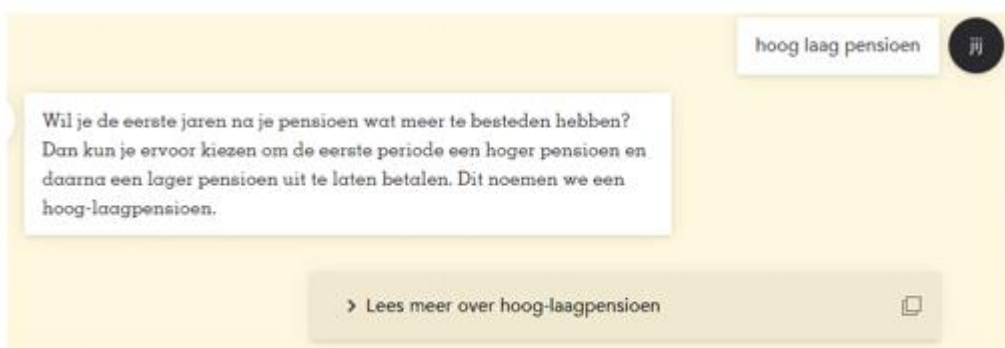 hoog laag pensioen
jij
Wil je de eerste jaren na je pensioen wat meer te besteden hebben?
Dan kun je ervoor kiezen om de eerste periode een hoger pensioen en
daarna een lager pensioen uit te laten betalen. Dit noemen we een
hoog-laagpensioen.
Lees meer over hoog-laagpensioen